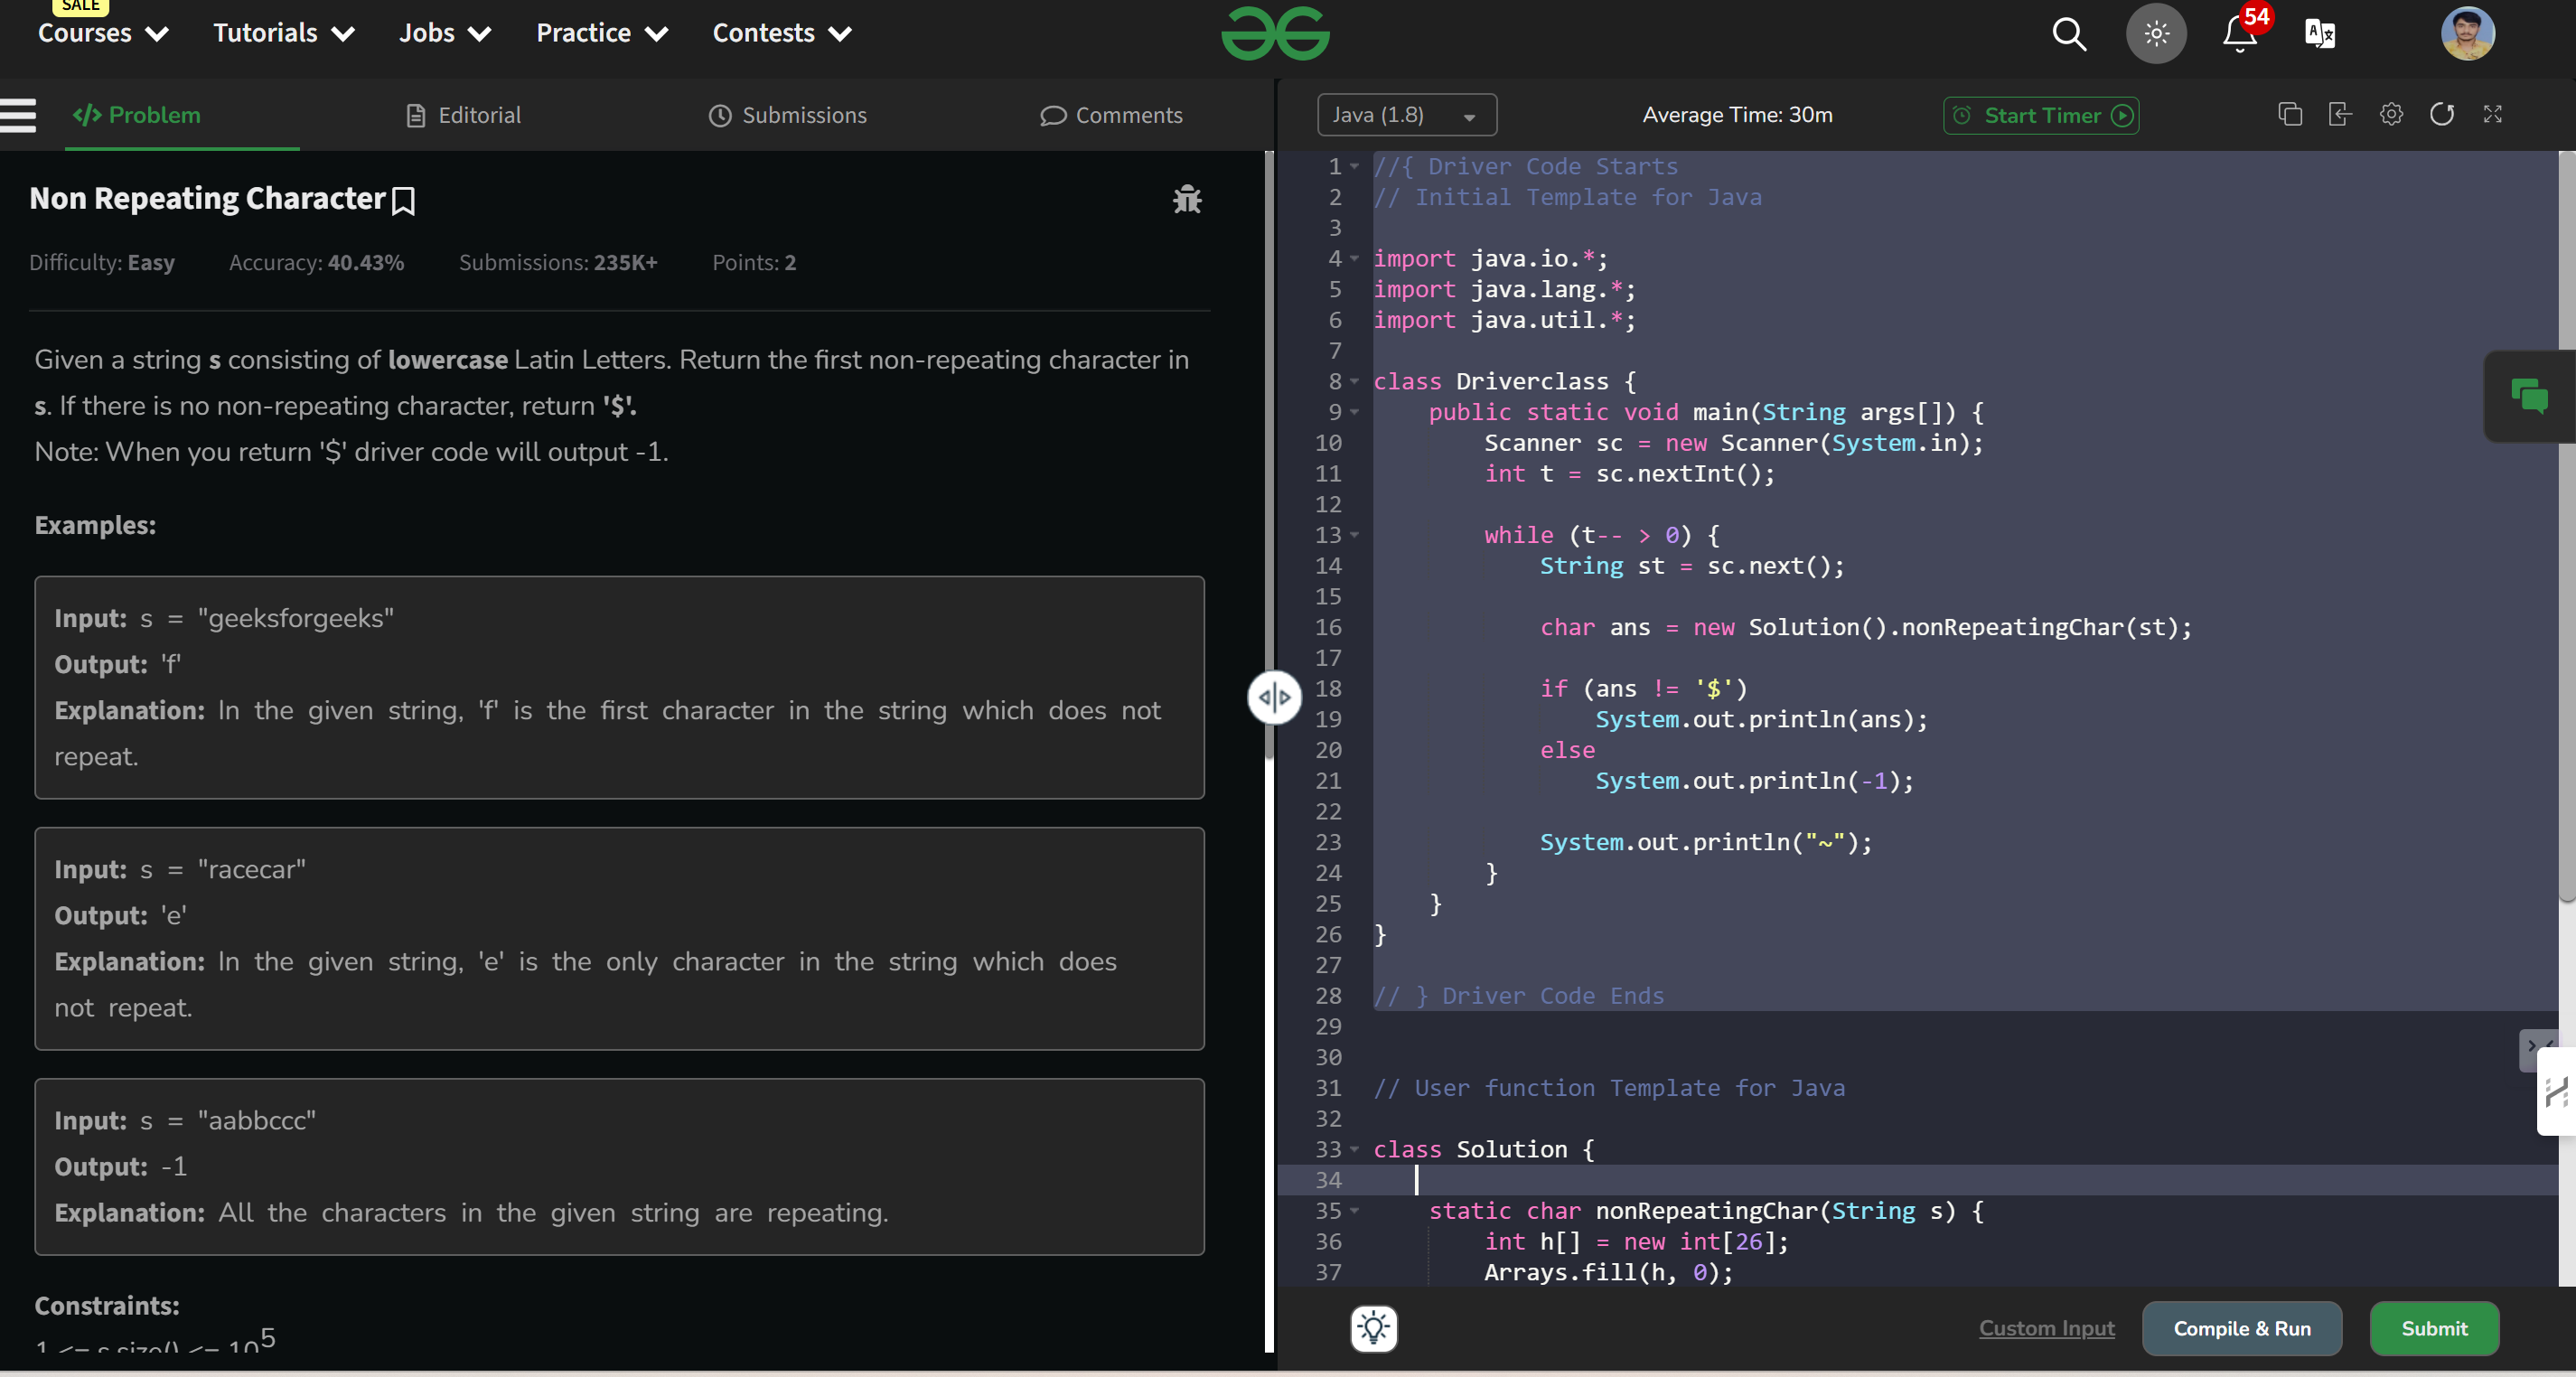 SALE
Courses
Tutorials
Jobs
Practice
Contests
54
Problem
Editorial
Submissions
Comments
Java (1.8)
Average Time: 30m
Start Timer
Non Repeating Character
Difficulty: Easy
Accuracy: 40.43%
Submissions: 235K+
Points: 2
Given a string s consisting of lowercase Latin Letters. Return the first non-repeating character in
s. If there is no non-repeating character, return '$'.
Note: When you return '$' driver code will output -1.
Examples:
Input: s = "geeksforgeeks"
Output: 'f'
Explanation: In the given string, 'f' is the first character in the string which does not
repeat.
Input: s = "racecar"
Output: 'e'
Explanation: In the given string, 'e' is the only character in the string which does
not repeat.
Input: s = "aabbccc"
Output: -1
Explanation: All the characters in the given string are repeating.
Constraints:
1 <= s.size() <= 10^5
1 //{ Driver Code Starts
2 // Initial Template for Java
3
4 import java.io.*;
5 import java.lang.*;
6 import java.util.*;
7
8 class Driverclass {
9 public static void main(String args[]) {
10 Scanner sc = new Scanner(System.in);
11 int t = sc.nextInt();
12
13 while (t-- > 0) {
14 String st = sc.next();
15
16 char ans = new Solution().nonRepeatingChar(st);
17
18 if (ans != '$')
19 System.out.println(ans);
20 else
21 System.out.println(-1);
22
23 System.out.println("~");
24 }
25 }
26 }
27
28 // } Driver Code Ends
29
30
31 // User function Template for Java
32
33 class Solution {
34
35 static char nonRepeatingChar(String s) {
36 int h[] = new int[26];
37 Arrays.fill(h, 0);
Custom Input
Compile & Run
Submit